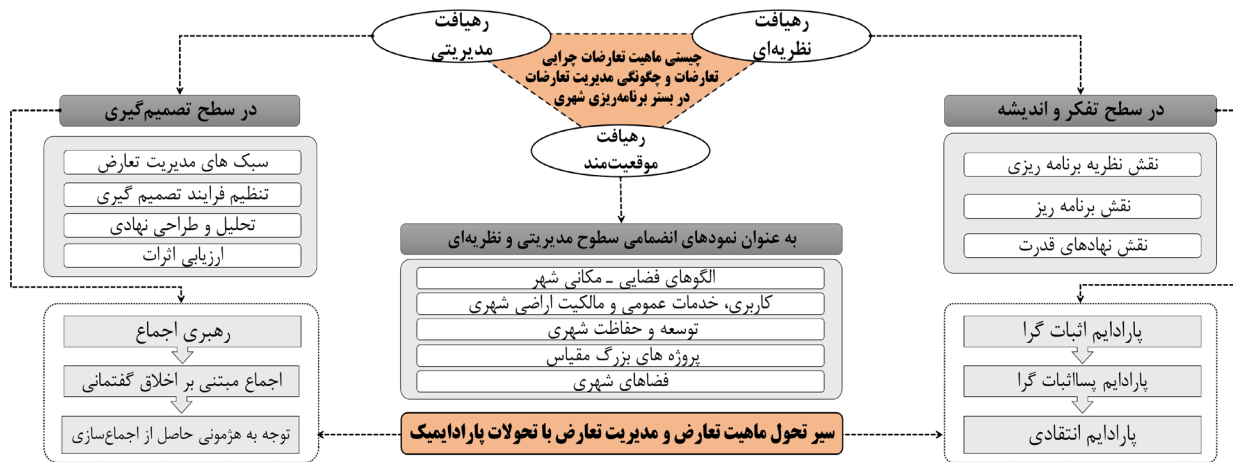 رهیافت
نظریه‌ای
رهیافت
مدیریتی
چیستی ماهیت تعارضات چرایی
تعارضات و چگونگی مدیریت تعارضات
در بستر برنامه‌ریزی شهری
رهیافت
موقعیت‌مند
در سطح تفکر و اندیشه
نقش نظریه برنامه ریزی
نقش برنامه ریز
نقش نهادهای قدرت
پارادایم اثبات گرا
پارادایم پسااثبات گرا
پارادایم انتقادی
به عنوان نمودهای انضمامی سطوح مدیریتی و نظریه‌ای
الگوهای فضایی ـ مکانی شهر
کاربری، خدمات عمومی و مالکیت اراضی شهری
توسعه و حفاظت شهری
پروژه های بزرگ مقیاس
فضاهای شهری
سیر تحول ماهیت تعارض و مدیریت تعارض با تحولات پارادایمیک
در سطح تصمیم‌گیری
سبک های مدیریت تعارض
تنظیم فرایند تصمیم گیری
تحلیل و طراحی نهادی
ارزیابی اثرات
رهبری اجماع
اجماع مبتنی بر اخلاق گفتمانی
توجه به هژمونی حاصل از اجماع‌سازی